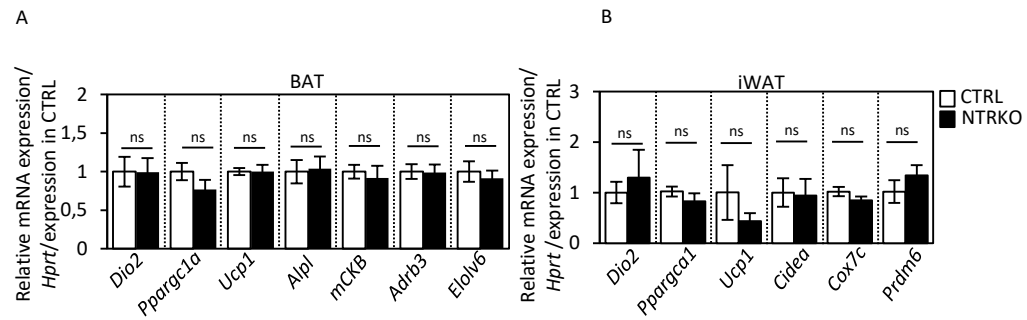 A
BAT
Relative mRNA expression/
Hprt/expression in CTRL
2
1,5
1
0,5
0
ns ns ns ns ns ns ns
Dio2 Ppargc1a Ucp1 Alpl mCKB Adrb3 Elolv6
B
iWAT
Relative mRNA expression/
Hprt /expression in CTRL
3
2
1
0
ns ns ns ns ns ns
Dio2 Ppargca1 Ucp1 Cidea Cox7c Prdm6
CTRL
NTRKO